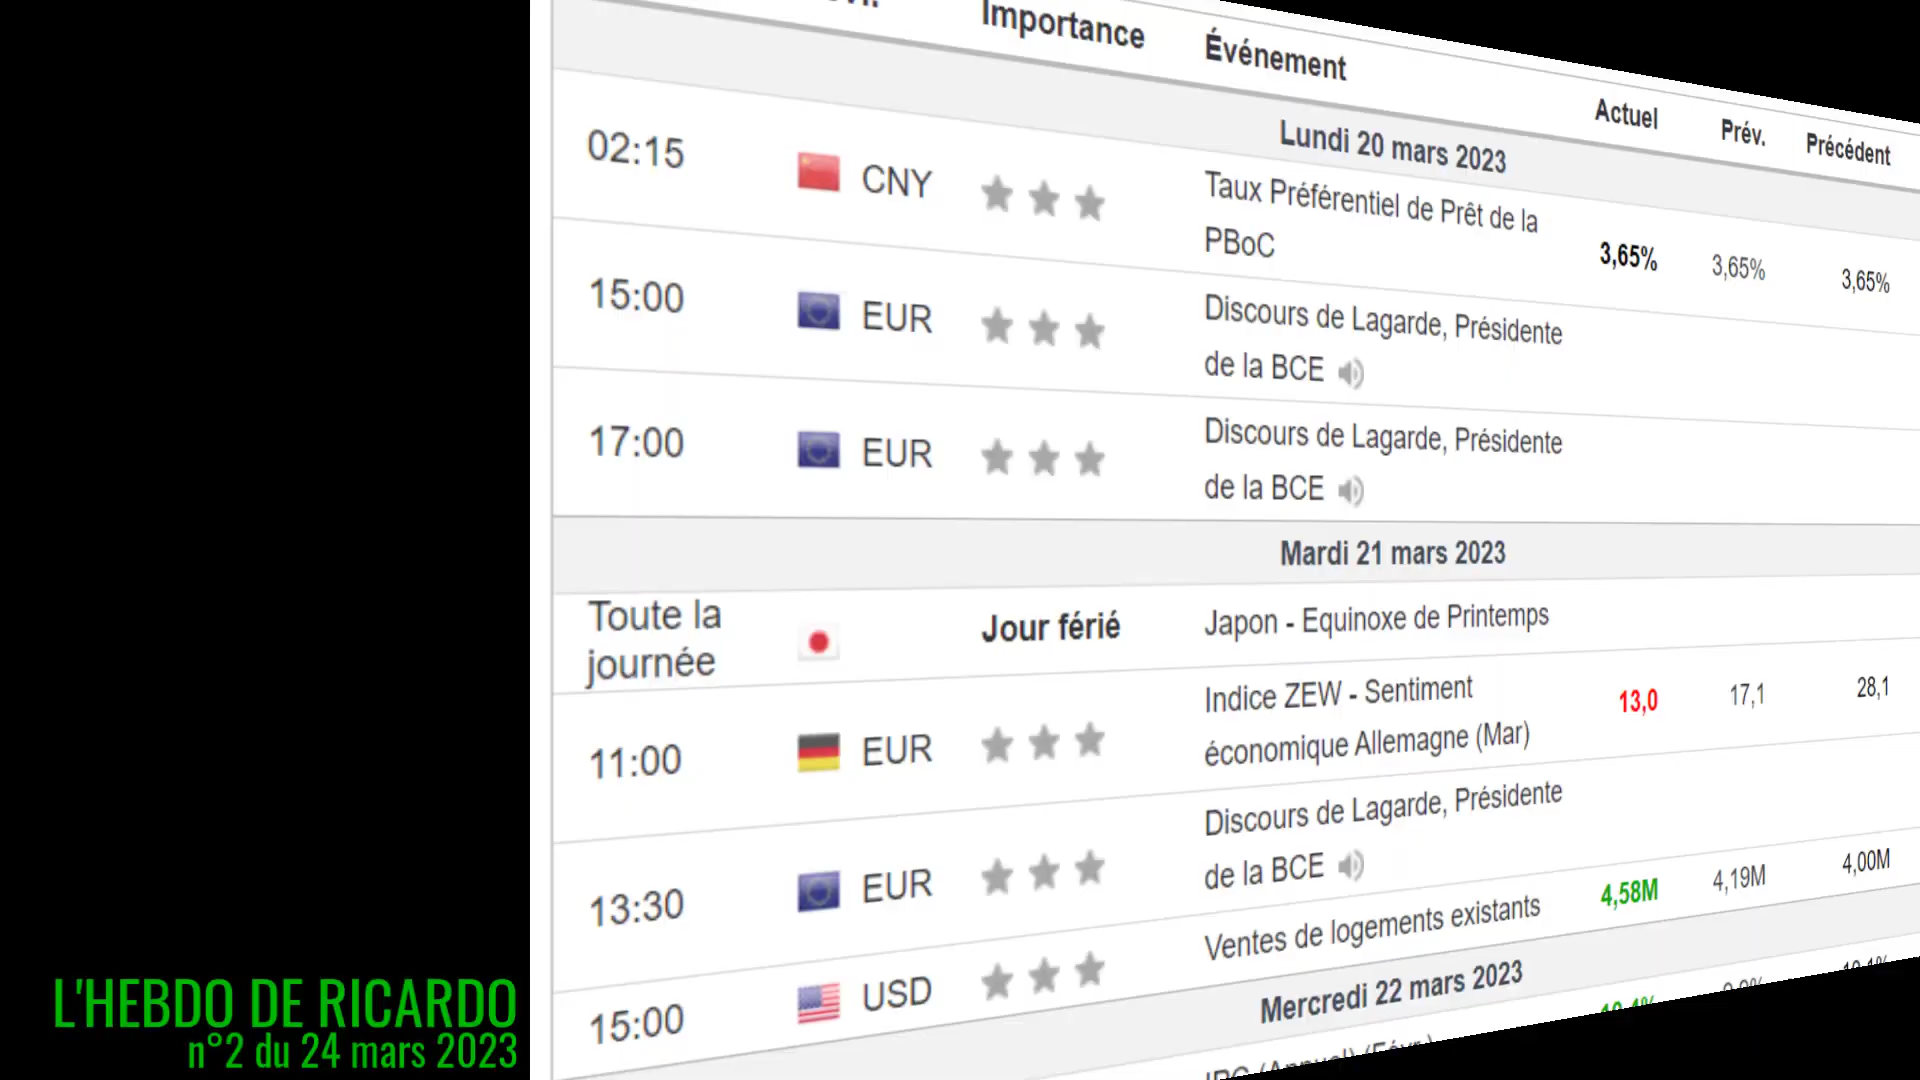 Importance Événement Actuel Prév. Précédent
Lundi 20 mars 2023
02:15 CNY Taux Préférentiel de Prêt de la
PBoC 3,65% 3,65% 3,65%
15:00 EUR Discours de Lagarde, Présidente
de la BCE
17:00 EUR Discours de Lagarde, Présidente
de la BCE
Mardi 21 mars 2023
Toute la
journée Jour férié Japon - Equinoxe de Printemps
11:00 EUR Indice ZEW - Sentiment
économique Allemagne (Mar) 13,0 17,1 28,1
13:30 EUR Discours de Lagarde, Présidente
de la BCE
15:00 USD Ventes de logements existants 4,58M 4,19M 4,00M
Mercredi 22 mars 2023
L'HEBDO DE RICARDO
n°2 du 24 mars 2023